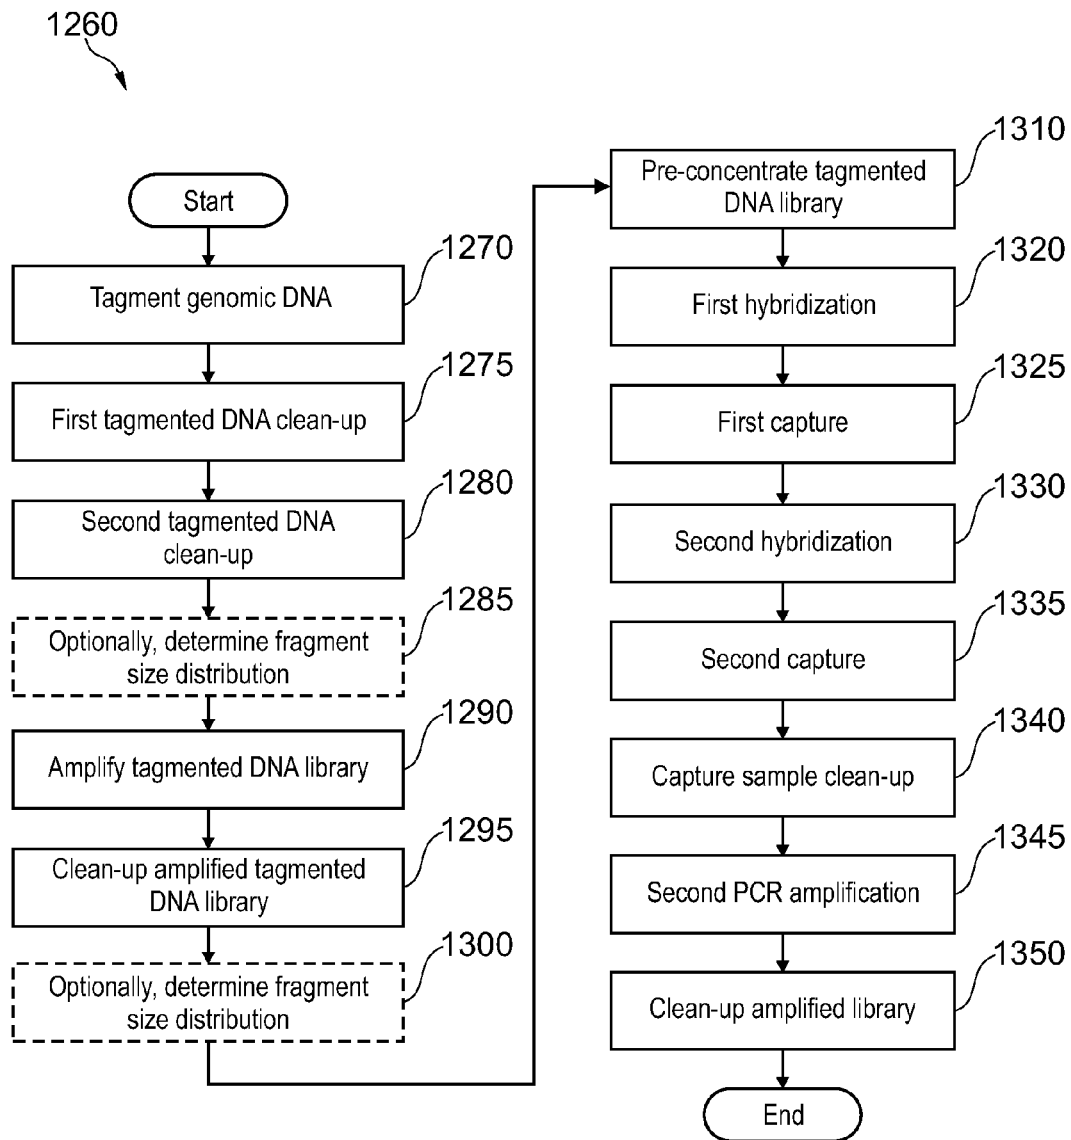 1260
Start
1270
Tagment genomic DNA
1275
First tagmented DNA clean-up
1280
Second tagmented DNA
clean-up
1285
Optionally, determine fragment
size distribution
1290
Amplify tagmented DNA library
1295
Clean-up amplified tagmented
DNA library
1300
Optionally, determine fragment
size distribution
1310
Pre-concentrate tagmented
DNA library
1320
First hybridization
1325
First capture
1330
Second hybridization
1335
Second capture
1340
Capture sample clean-up
1345
Second PCR amplification
1350
Clean-up amplified library
End